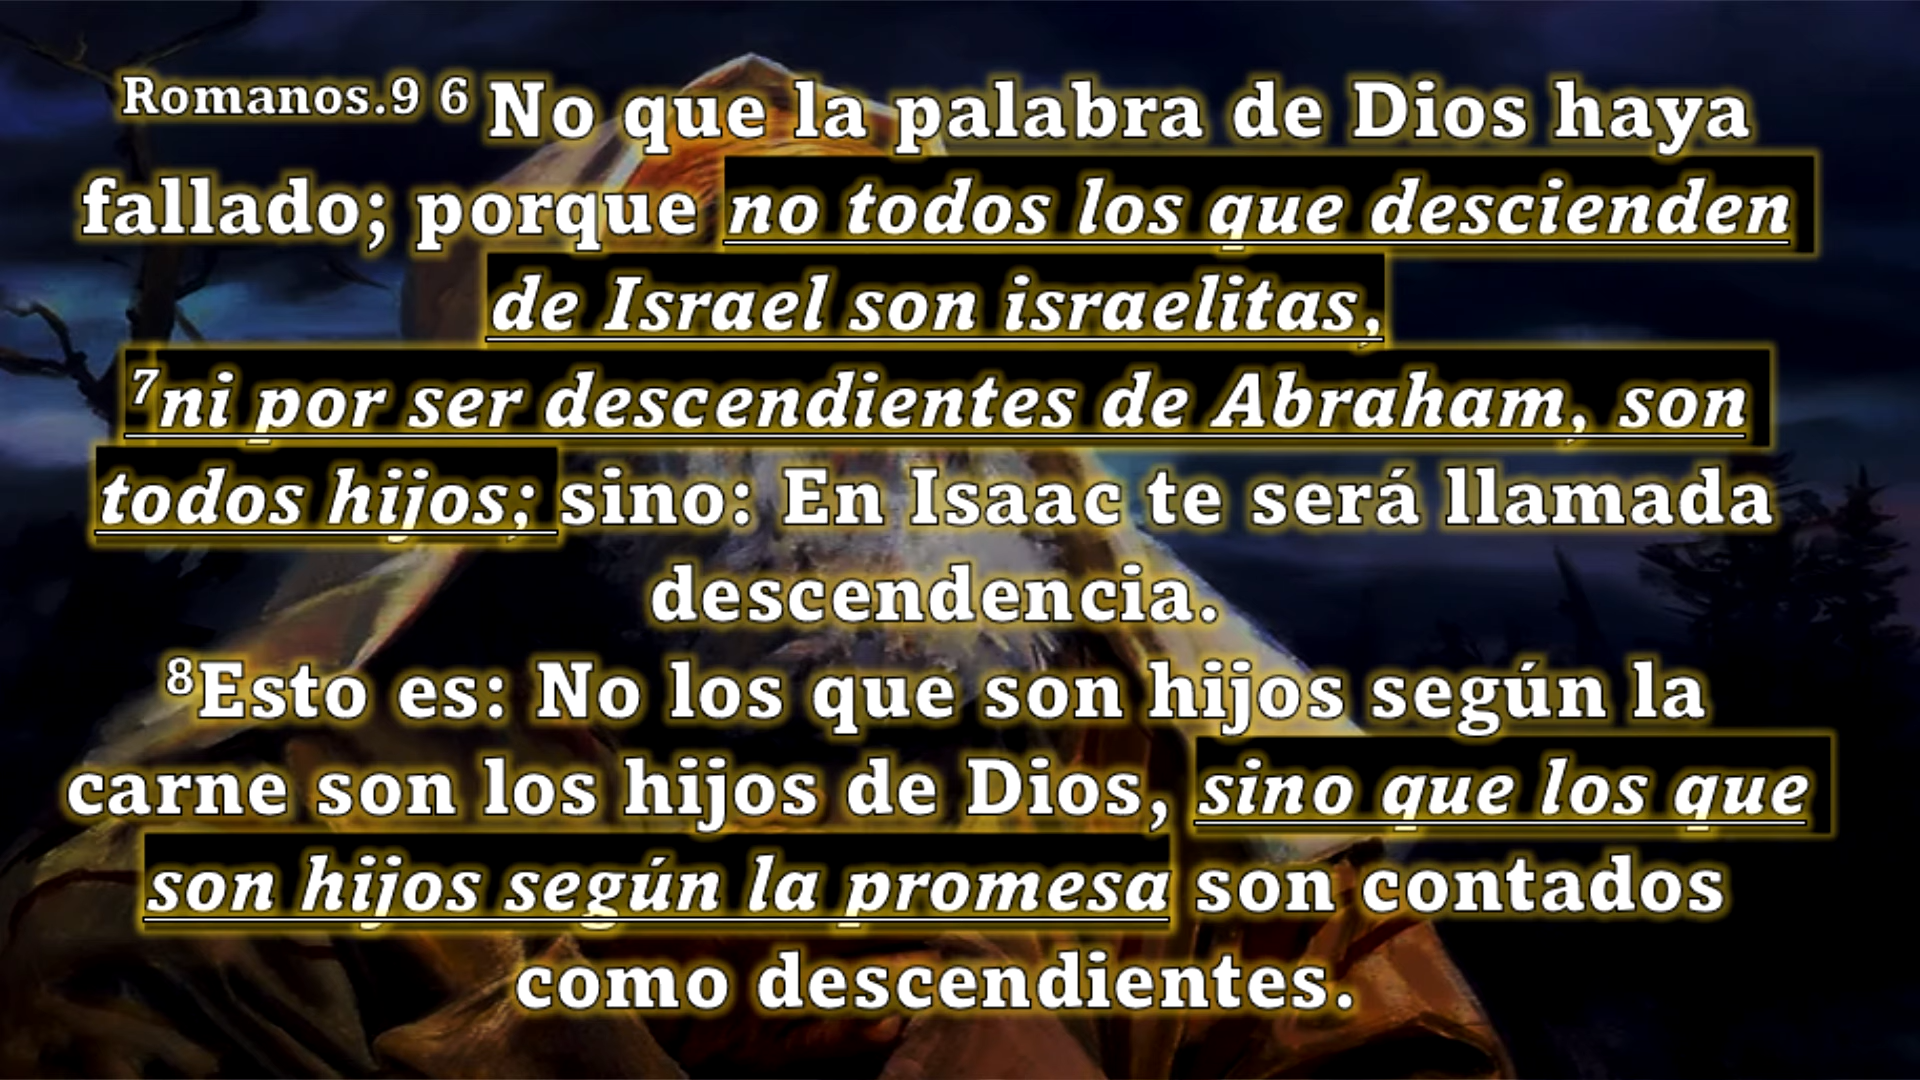 Romanos.9 6 No que la palabra de Dios haya
fallado; porque no todos los que descienden
de Israel son israelitas,
7ni por ser descendientes de Abraham, son
todos hijos; sino: En Isaac te será llamada
descendencia.
8Esto es: No los que son hijos según la
carne son los hijos de Dios, sino que los que
son hijos según la promesa son contados
como descendientes.